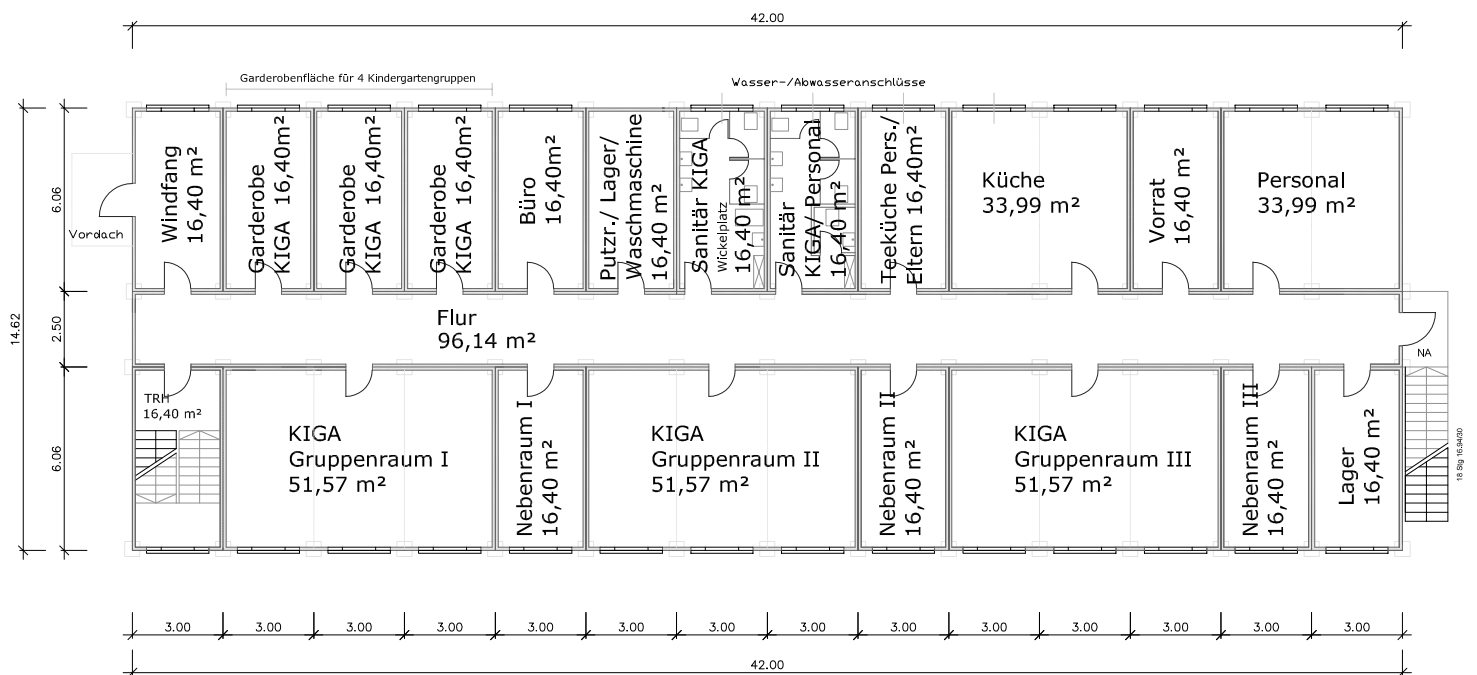 42.00
Garderobenfläche für 4 Kindergartengruppen
Wasser-/Abwasseranschlüsse
14.62
6.06
2.50
6.06
Vordach
Windfang
16,40 m²
Garderobe
KIGA 16,40m²
Garderobe
KIGA 16,40m²
Garderobe
KIGA 16,40m²
Büro
16,40m²
Putzr./ Lager/
Waschmaschine
16,40 m²
Sanitär KIGA
Wickelplatz
16,40 m²
Sanitär
KIGA/ Personal
16,40 m²
Teeküche Pers./
Eltern 16,40m²
Küche
33,99 m²
Vorrat
16,40 m²
Personal
33,99 m²
Flur
96,14 m²
NA
TRH
16,40 m²
KIGA
Gruppenraum I
51,57 m²
Nebenraum I
16,40 m²
KIGA
Gruppenraum II
51,57 m²
Nebenraum II
16,40 m²
KIGA
Gruppenraum III
51,57 m²
Nebenraum III
16,40 m²
Lager
16,40 m²
18 Stg 16.94/30
3.00 3.00 3.00 3.00 3.00 3.00 3.00 3.00 3.00 3.00 3.00 3.00 3.00 3.00
42.00